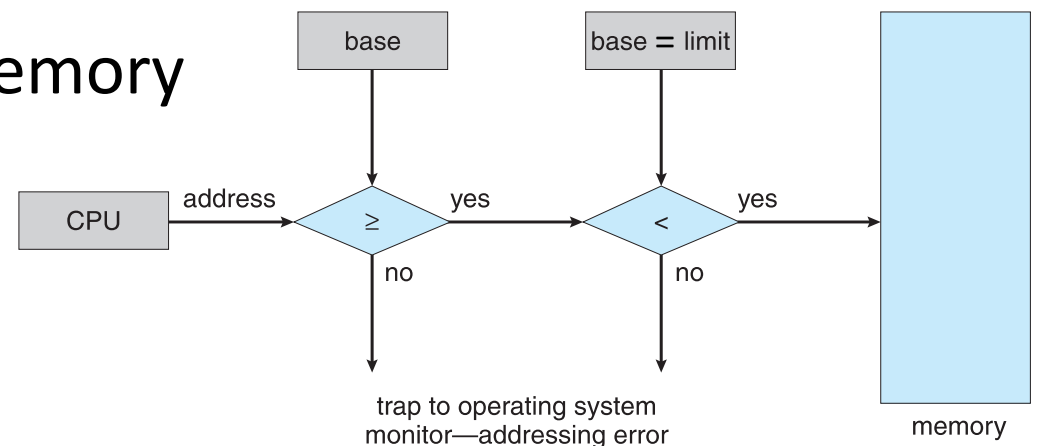 emory
base
base = limit
CPU
address
≥
yes
<
yes
no
no
trap to operating system
monitor—addressing error
memory